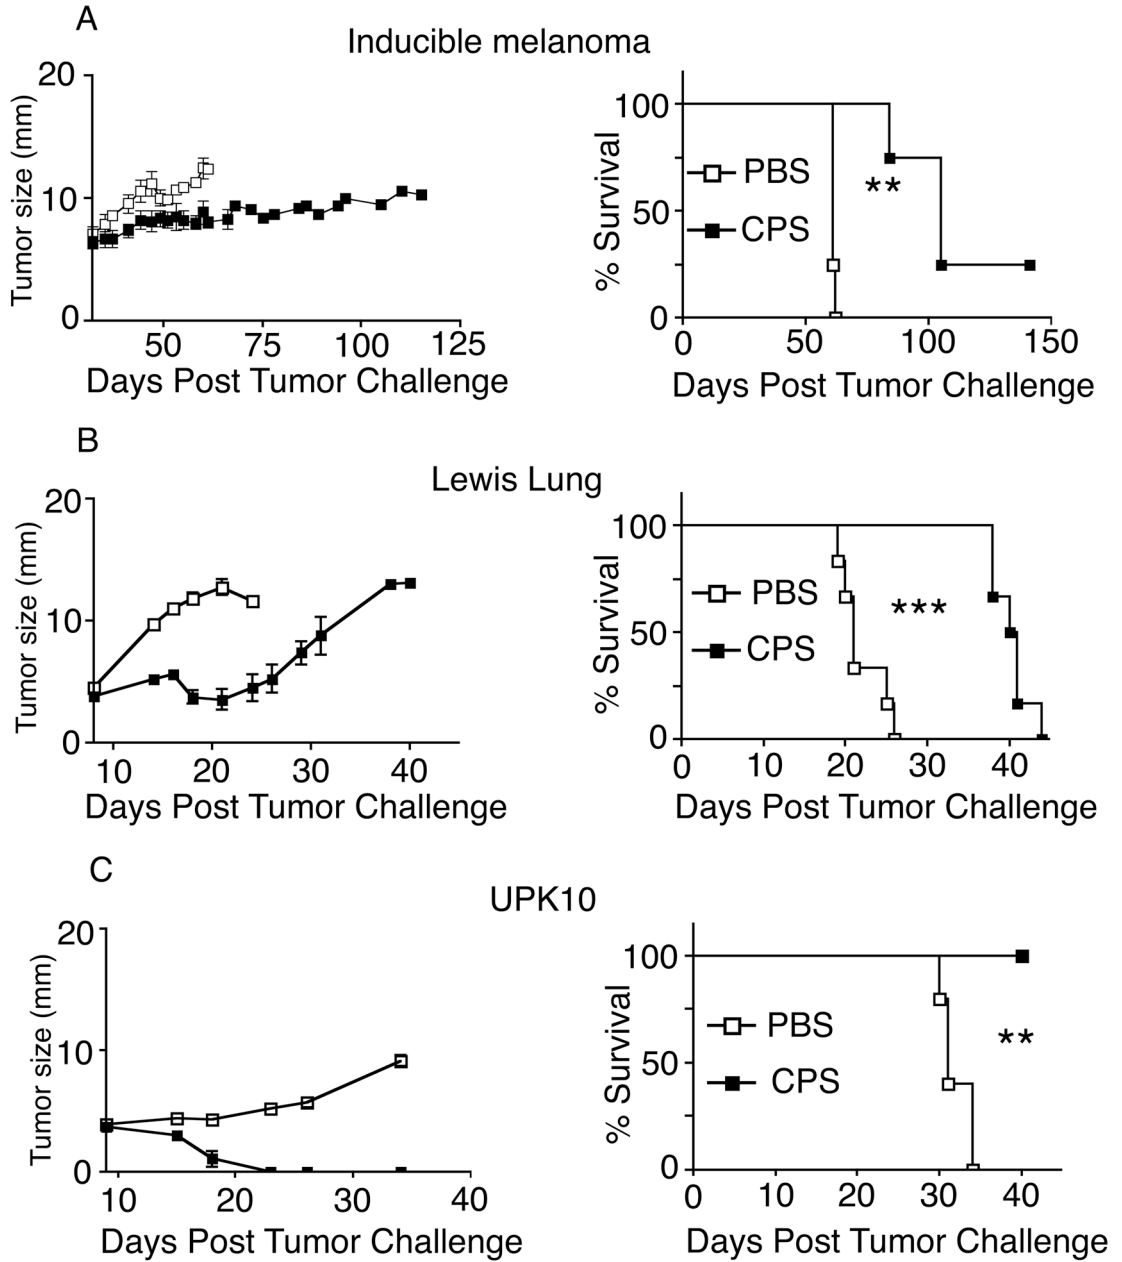 A
Inducible melanoma
20
10
0
Tumor size (mm)
50 75 100 125
Days Post Tumor Challenge
100
50
0
% Survival
PBS
CPS
**
0 50 100 150
Days Post Tumor Challenge
B
Lewis Lung
20
10
0
Tumor size (mm)
10 20 30 40
Days Post Tumor Challenge
100
50
0
% Survival
PBS
CPS
***
0 10 20 30 40
Days Post Tumor Challenge
C
UPK10
20
10
0
Tumor size (mm)
10 20 30 40
Days Post Tumor Challenge
100
50
0
% Survival
PBS
CPS
**
0 10 20 30 40
Days Post Tumor Challenge